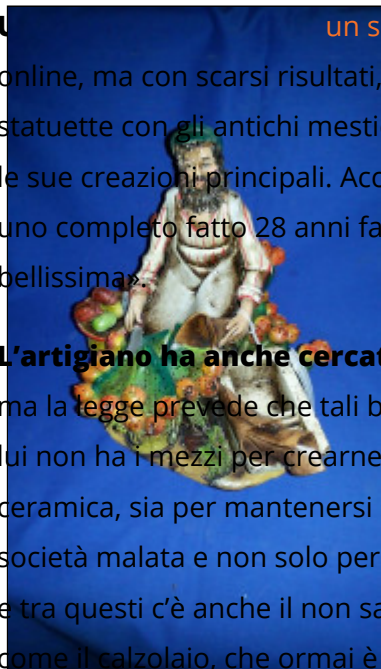 un s
online, ma con scarsi risultati,
statuette con gli antichi mesti
le sue creazioni principali. Acc
uno completo fatto 28 anni fa
bellissima».
L'artigiano ha anche cercat
ma la legge prevede che tali b
lui non ha i mezzi per crearne
ceramica, sia per mantenersi
società malata e non solo per
e tra questi c'è anche il non sa
come il calzolaio, che ormai è